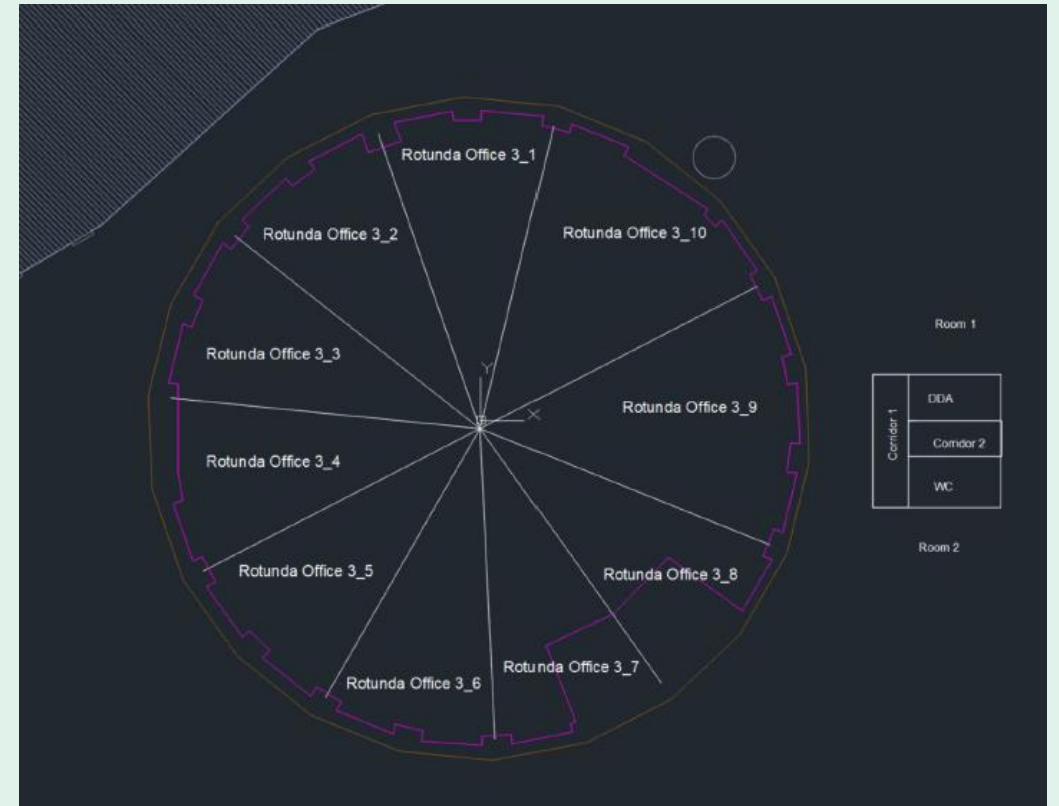 Rotunda Office 3_1
Rotunda Office 3_2
Rotunda Office 3_10
Rotunda Office 3_3
Rotunda Office 3_9
Rotunda Office 3_4
Rotunda Office 3_5
Rotunda Office 3_8
Rotunda Office 3_7
Rotunda Office 3_6
Y
X
Room 1
DDA
Corridor 1
Corridor 2
WC
Room 2